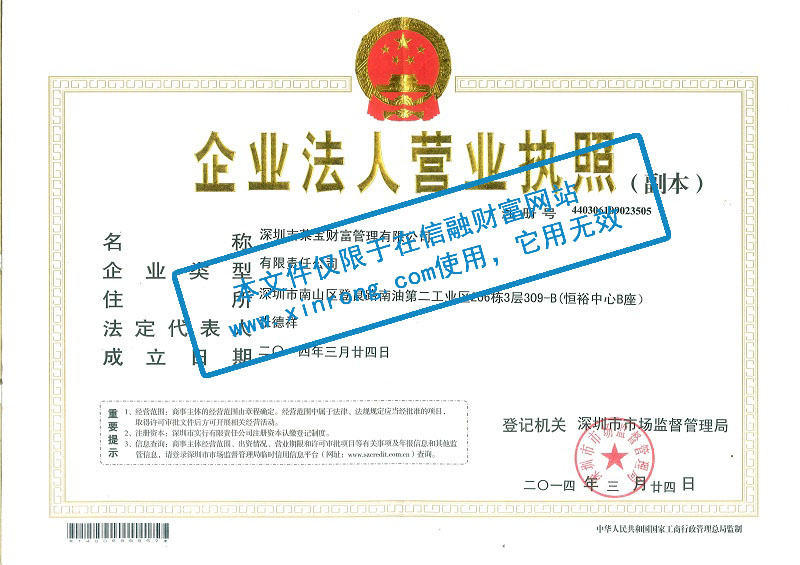 企业法人营业执照（副本）
注册号 440306109023505
名称 深圳市莱宝财富管理有限公司
企业类型 有限责任公司
住所 深圳市南山区登良路南油第二工业区206栋3层309-B(恒裕中心B座)
法定代表人 德祥
成立日期 二〇一四年三月廿四日
本文件仅限于在信融财富网站
www.xinrong.com使用，它用无效
重要提示
1、经营范围：商事主体的经营范围由章程确定。经营范围中属于法律、法规规定应当经批准的项目，
取得许可审批文件后方可开展相关经营活动。
2、注册资本：深圳市实行有限责任公司注册资本认缴登记制度。
3、信息查询：商事主体经营范围、出资情况、营业期限和许可审批项目等有关事项及年报信息和其他监
管信息，请登录深圳市市场监督管理局临时信用信息平台（网址：www.szcredit.com.cn）查询。
登记机关 深圳市市场监督管理局
深圳市市场监督管理局
二〇一四年三月廿四日
中华人民共和国国家工商行政管理总局监制